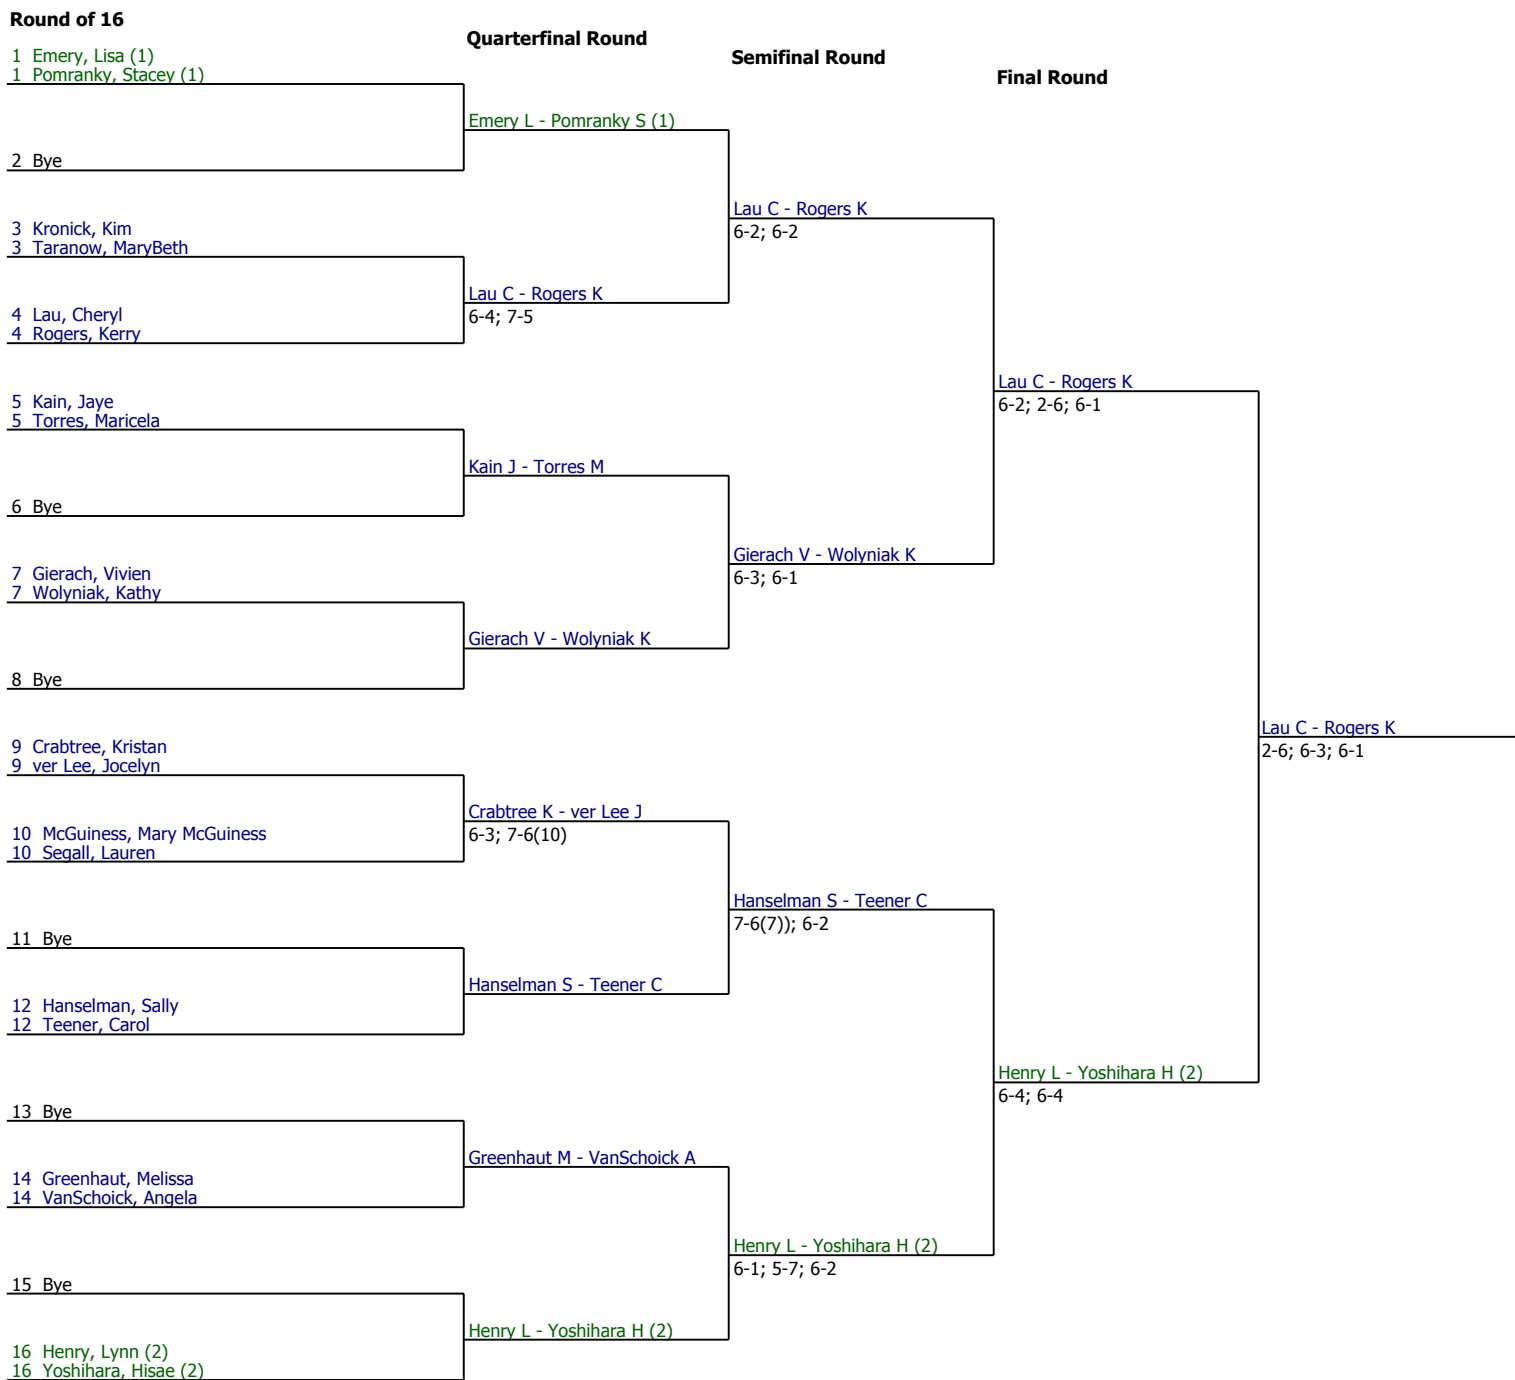 Round of 16
1 Emery, Lisa (1)
1 Pomranky, Stacey (1)
2 Bye
3 Kronick, Kim
3 Taranow, MaryBeth
4 Lau, Cheryl
4 Rogers, Kerry
5 Kain, Jaye
5 Torres, Maricela
6 Bye
7 Gierach, Vivien
7 Wolyniak, Kathy
8 Bye
9 Crabtree, Kristan
9 ver Lee, Jocelyn
10 McGuiness, Mary McGuiness
10 Segall, Lauren
11 Bye
12 Hanselman, Sally
12 Teener, Carol
13 Bye
14 Greenhaut, Melissa
14 VanSchoick, Angela
15 Bye
16 Henry, Lynn (2)
16 Yoshihara, Hisae (2)
Quarterfinal Round
Emery L - Pomranky S (1)
Lau C - Rogers K
6-4; 7-5
Kain J - Torres M
Gierach V - Wolyniak K
Crabtree K - ver Lee J
6-3; 7-6(10)
Hanselman S - Teener C
Greenhaut M - VanSchoick A
Henry L - Yoshihara H (2)
Semifinal Round
Lau C - Rogers K
6-2; 6-2
Gierach V - Wolyniak K
6-3; 6-1
Hanselman S - Teener C
7-6(7)); 6-2
Henry L - Yoshihara H (2)
6-1; 5-7; 6-2
Final Round
Lau C - Rogers K
6-2; 2-6; 6-1
Henry L - Yoshihara H (2)
6-4; 6-4
Lau C - Rogers K
2-6; 6-3; 6-1